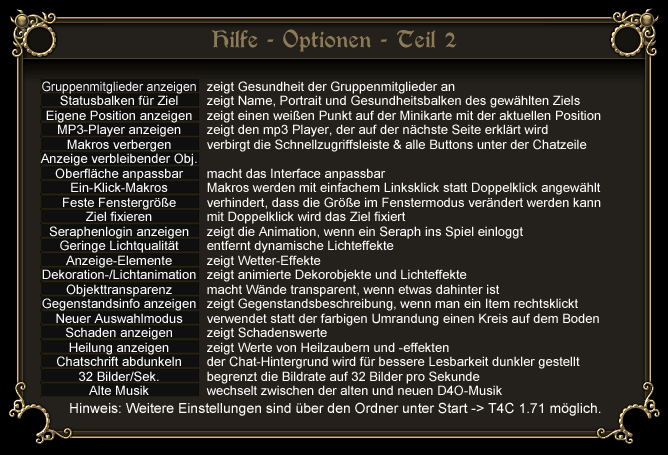 Hilfe - Optionen - Teil 2
Gruppenmitglieder anzeigen zeigt Gesundheit der Gruppenmitglieder an
Statusbalken für Ziel zeigt Name, Portrait und Gesundheitsbalken des gewählten Ziels
Eigene Position anzeigen zeigt einen weißen Punkt auf der Minikarte mit der aktuellen Position
MP3-Player anzeigen zeigt den mp3 Player, der auf der nächste Seite erklärt wird
Makros verbergen verbirgt die Schnellzugriffsleiste & alle Buttons unter der Chatzeile
Anzeige verbleibender Obj.
Oberfläche anpassbar macht das Interface anpassbar
Ein-Klick-Makros Makros werden mit einfachem Linksklick statt Doppelklick angewählt
Feste Fenstergröße verhindert, dass die Größe im Fenstermodus verändert werden kann
Ziel fixieren mit Doppelklick wird das Ziel fixiert
Seraphenlogin anzeigen zeigt die Animation, wenn ein Seraph ins Spiel einloggt
Geringe Lichtqualität entfernt dynamische Lichteffekte
Anzeige-Elemente zeigt Wetter-Effekte
Dekoration-/Lichtanimation zeigt animierte Dekorobjekte und Lichteffekte
Objekttransparenz macht Wände transparent, wenn etwas dahinter ist
Gegenstandsinfo anzeigen zeigt Gegenstandsbeschreibung, wenn man ein Item rechtsklickt
Neuer Auswahlmodus verwendet statt der farbigen Umrandung einen Kreis auf dem Boden
Schaden anzeigen zeigt Schadenswerte
Heilung anzeigen zeigt Werte von Heilzaubern und -effekten
Chatschrift abdunkeln der Chat-Hintergrund wird für bessere Lesbarkeit dunkler gestellt
32 Bilder/Sek. begrenzt die Bildrate auf 32 Bilder pro Sekunde
Alte Musik wechselt zwischen der alten und neuen D4O-Musik
Hinweis: Weitere Einstellungen sind über den Ordner unter Start -> T4C 1.71 möglich.